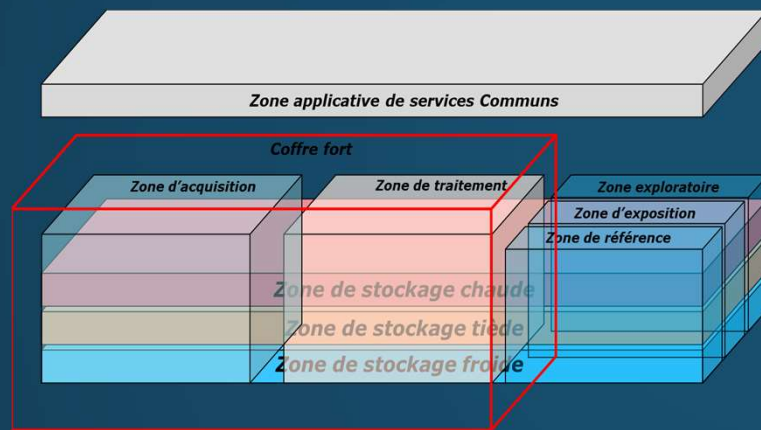 Zone applicative de services Communs
Coffre fort
Zone d'acquisition
Zone de traitement
Zone exploratoire
Zone d'exposition
Zone de référence
Zone de stockage chaude
Zone de stockage tiède
Zone de stockage froide